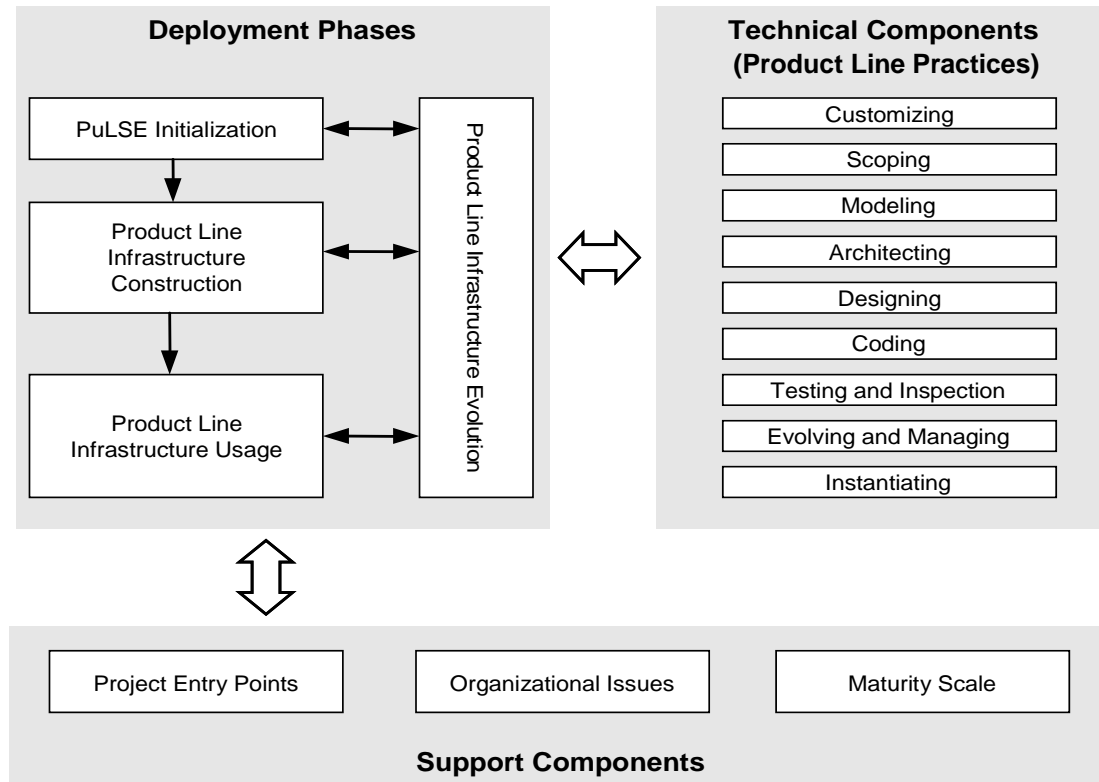 Deployment Phases
PuLSE Initialization
Product Line
Infrastructure
Construction
Product Line
Infrastructure Usage
Product Line Infrastructure Evolution
Technical Components
(Product Line Practices)
Customizing
Scoping
Modeling
Architecting
Designing
Coding
Testing and Inspection
Evolving and Managing
Instantiating
Project Entry Points
Organizational Issues
Maturity Scale
Support Components